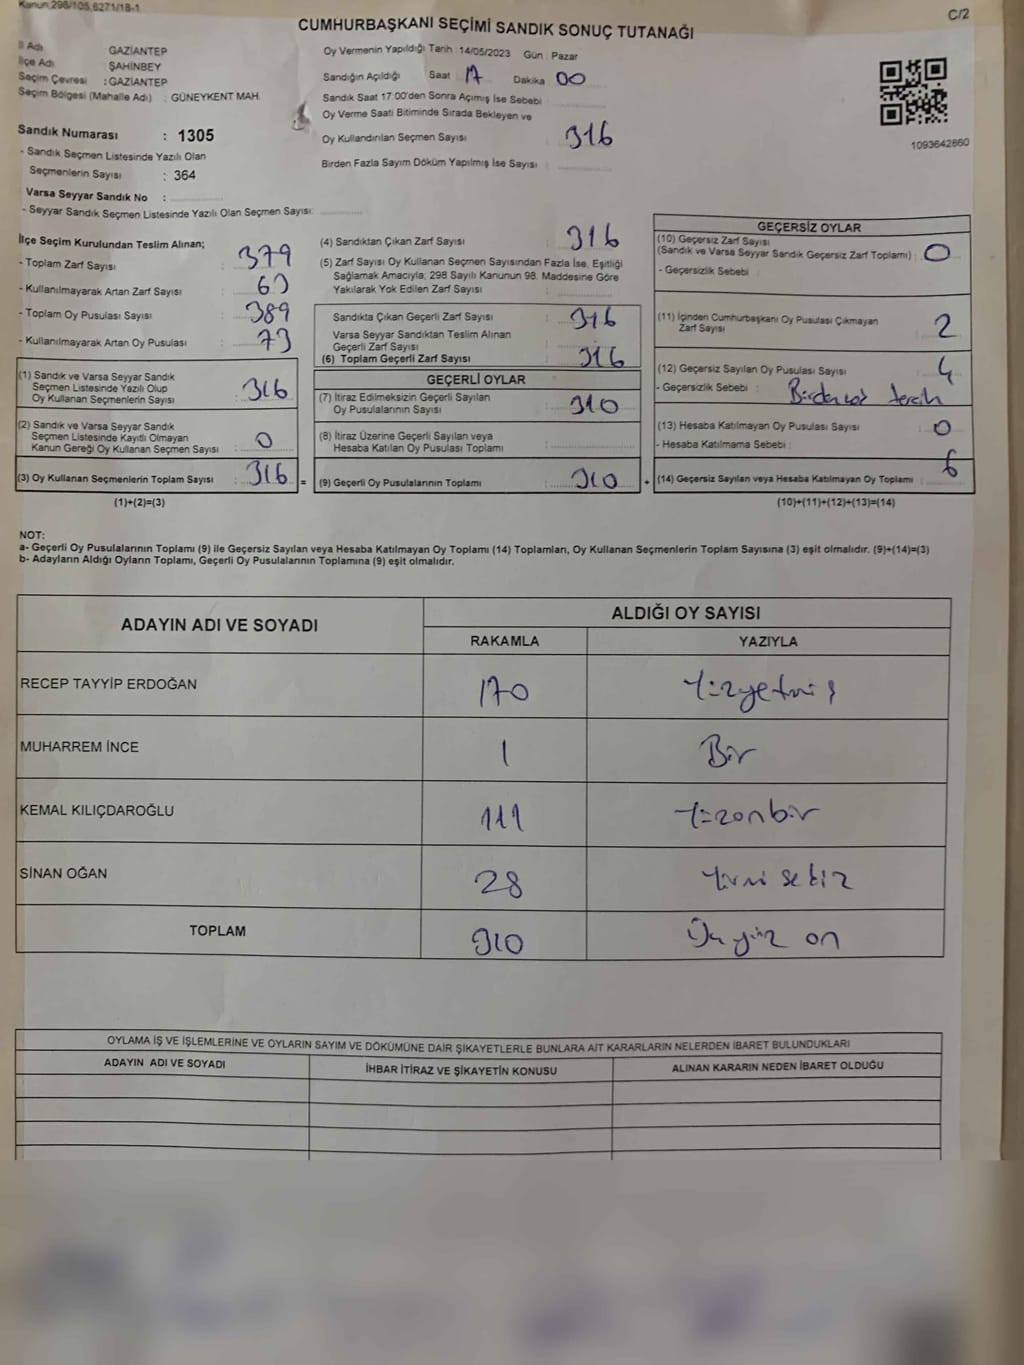 Kanun,298/105,6271/18-1
C/2
CUMHURBAŞKANI SEÇİMİ SANDIK SONUÇ TUTANAĞI
İl Adı : GAZİANTEP
İlçe Adı : ŞAHİNBEY
Seçim Çevresi : GAZİANTEP
Seçim Bölgesi (Mahalle Adı) : GÜNEYKENT MAH.
Sandık Numarası : 1305
- Sandık Seçmen Listesinde Yazılı Olan
Seçmenlerin Sayısı : 364
Varsa Seyyar Sandık No :
- Seyyar Sandık Seçmen Listesinde Yazılı Olan Seçmen Sayısı:
Oy Vermenin Yapıldığı Tarih :14/05/2023 Gün : Pazar
Sandığın Açıldığı Saat 17 Dakika 00
Sandık Saat 17:00'den Sonra Açımış İse Sebebi :
Oy Verme Saati Bitiminde Sırada Bekleyen ve
Oy Kullandırılan Seçmen Sayısı : 316
Birden Fazla Sayım Döküm Yapılmış İse Sayısı :
1093642860
İlçe Seçim Kurulundan Teslim Alınan;
- Toplam Zarf Sayısı : 379
- Kullanılmayarak Artan Zarf Sayısı : 63
- Toplam Oy Pusulası Sayısı : 389
- Kullanılmayarak Artan Oy Pusulası : 73
(1) Sandık ve Varsa Seyyar Sandık
Seçmen Listesinde Yazılı Olup
Oy Kullanan Seçmenlerin Sayısı : 316
(2) Sandık ve Varsa Seyyar Sandık
Seçmen Listesinde Kayıtlı Olmayan
Kanun Gereği Oy Kullanan Seçmen Sayısı : 0
(3) Oy Kullanan Seçmenlerin Toplam Sayısı : 316
(1)+(2)=(3)
=
(4) Sandıktan Çıkan Zarf Sayısı : 316
(5) Zarf Sayısı Oy Kullanan Seçmen Sayısından Fazla İse, Eşitliği
Sağlamak Amacıyla; 298 Sayılı Kanunun 98. Maddesine Göre
Yakılarak Yok Edilen Zarf Sayısı :
Sandıkta Çıkan Geçerli Zarf Sayısı : 316
Varsa Seyyar Sandıktan Teslim Alınan
Geçerli Zarf Sayısı :
(6) Toplam Geçerli Zarf Sayısı : 316
GEÇERLİ OYLAR
(7) İtiraz Edilmeksizin Geçerli Sayılan
Oy Pusulalarının Sayısı : 310
(8) İtiraz Üzerine Geçerli Sayılan veya
Hesaba Katılan Oy Pusulası Toplamı :
(9) Geçerli Oy Pusulalarının Toplamı : 310
+
GEÇERSİZ OYLAR
(10) Geçersiz Zarf Sayısı
(Sandık ve Varsa Seyyar Sandık Geçersiz Zarf Toplamı) : 0
- Geçersizlik Sebebi :
(11) İçinden Cumhurbaşkanı Oy Pusulası Çıkmayan
Zarf Sayısı : 2
(12) Geçersiz Sayılan Oy Pusulası Sayısı : 4
- Geçersizlik Sebebi : Birden çok tercih
(13) Hesaba Katılmayan Oy Pusulası Sayısı : 0
- Hesaba Katılmama Sebebi :
(14) Geçersiz Sayılan veya Hesaba Katılmayan Oy Toplamı : 6
(10)+(11)+(12)+(13)=(14)
NOT:
a- Geçerli Oy Pusulalarının Toplamı (9) ile Geçersiz Sayılan veya Hesaba Katılmayan Oy Toplamı (14) Toplamları, Oy Kullanan Seçmenlerin Toplam Sayısına (3) eşit olmalıdır. (9)+(14)=(3)
b- Adayların Aldığı Oyların Toplamı, Geçerli Oy Pusulalarının Toplamına (9) eşit olmalıdır.
ADAYIN ADI VE SOYADI
ALDIĞI OY SAYISI
RAKAMLA YAZIYLA
RECEP TAYYİP ERDOĞAN 170 Yüzyetmiş
MUHARREM İNCE 1 Bir
KEMAL KILIÇDAROĞLU 111 Yüzonbir
SİNAN OĞAN 28 Yirmi sekiz
TOPLAM 310 Üç yüz on
OYLAMA İŞ VE İŞLEMLERİNE VE OYLARIN SAYIM VE DÖKÜMÜNE DAİR ŞİKAYETLERLE BUNLARA AİT KARARLARIN NELERDEN İBARET BULUNDUKLARI
ADAYIN ADI VE SOYADI İHBAR İTİRAZ VE ŞİKAYETİN KONUSU ALINAN KARARIN NEDEN İBARET OLDUĞU